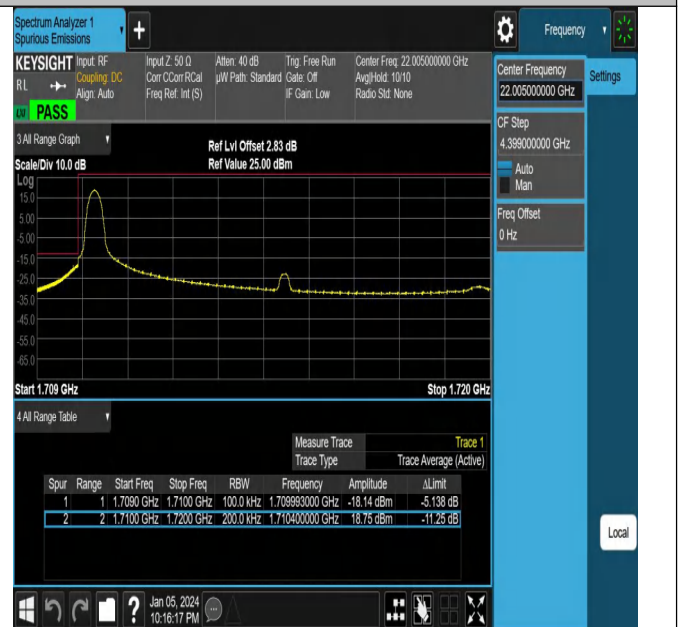 Spectrum Analyzer 1
Spurious Emissions
+
Frequency
KEYSIGHT
RL
Input: RF
Coupling: DC
Align: Auto
Input Z: 50 Ω
Corr CCorr RCal
Freq Ref: Int (S)
Atten: 40 dB
µW Path: Standard
Trig: Free Run
Gate: Off
IF Gain: Low
Center Freq: 22.005000000 GHz
Avg|Hold: 10/10
Radio Std: None
PASS
Center Frequency
22.005000000 GHz
Settings
CF Step
4.399000000 GHz
Auto
Man
Freq Offset
0 Hz
3 All Range Graph
Ref Lvl Offset 2.83 dB
Scale/Div 10.0 dB
Ref Value 25.00 dBm
Log
15.0
5.00
-5.00
-15.0
-25.0
-35.0
-45.0
-55.0
-65.0
Start 1.709 GHz
Stop 1.720 GHz
4 All Range Table
Measure Trace Trace 1
Trace Type Trace Average (Active)
Spur Range Start Freq Stop Freq RBW Frequency Amplitude ΔLimit
1 1 1.7090 GHz 1.7100 GHz 100.0 kHz 1.709993000 GHz -18.14 dBm -5.138 dB
2 2 1.7100 GHz 1.7200 GHz 200.0 kHz 1.710400000 GHz 18.75 dBm -11.25 dB
Local
?
Jan 05, 2024
10:16:17 PM